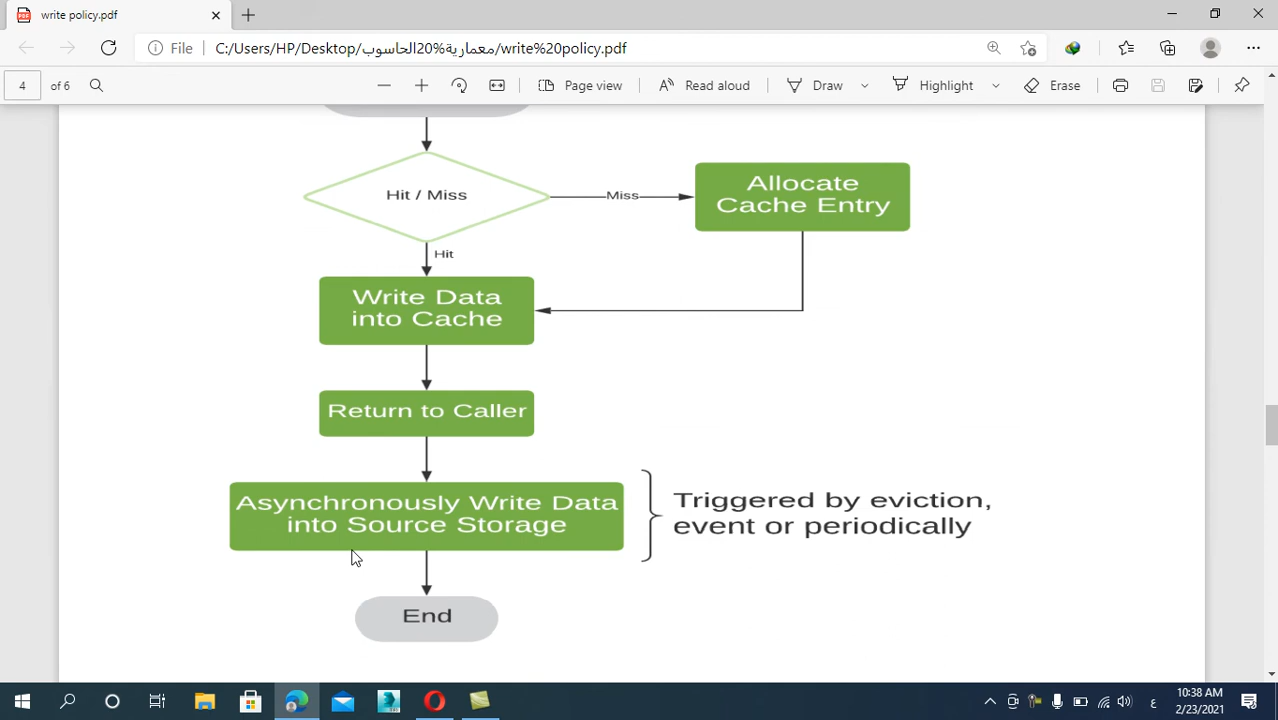 write policy.pdf
File
C:/Users/HP/Desktop/معمارية%20الحاسوب/write%20policy.pdf
4
of 6
Page view
Read aloud
Draw
Highlight
Erase
Hit / Miss
Miss
Allocate
Cache Entry
Hit
Write Data
into Cache
Return to Caller
Asynchronously Write Data
into Source Storage
Triggered by eviction,
event or periodically
End
ع
10:38 AM
2/23/2021